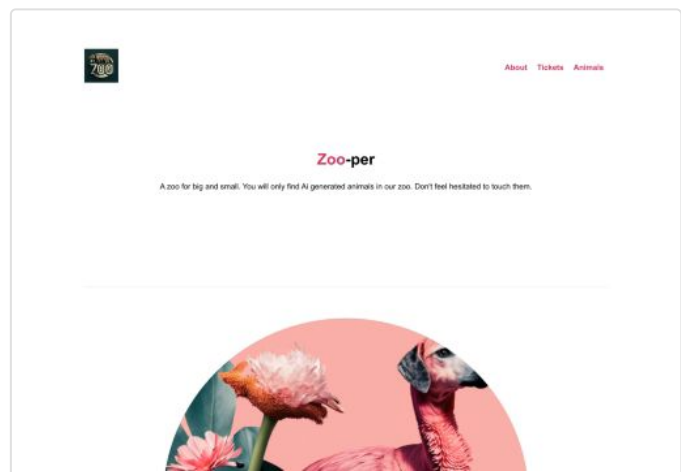 ZOO
About Tickets Animals
Zoo-per
A zoo for big and small. You will only find Ai generated animals in our zoo. Don't feel hesitated to touch them.